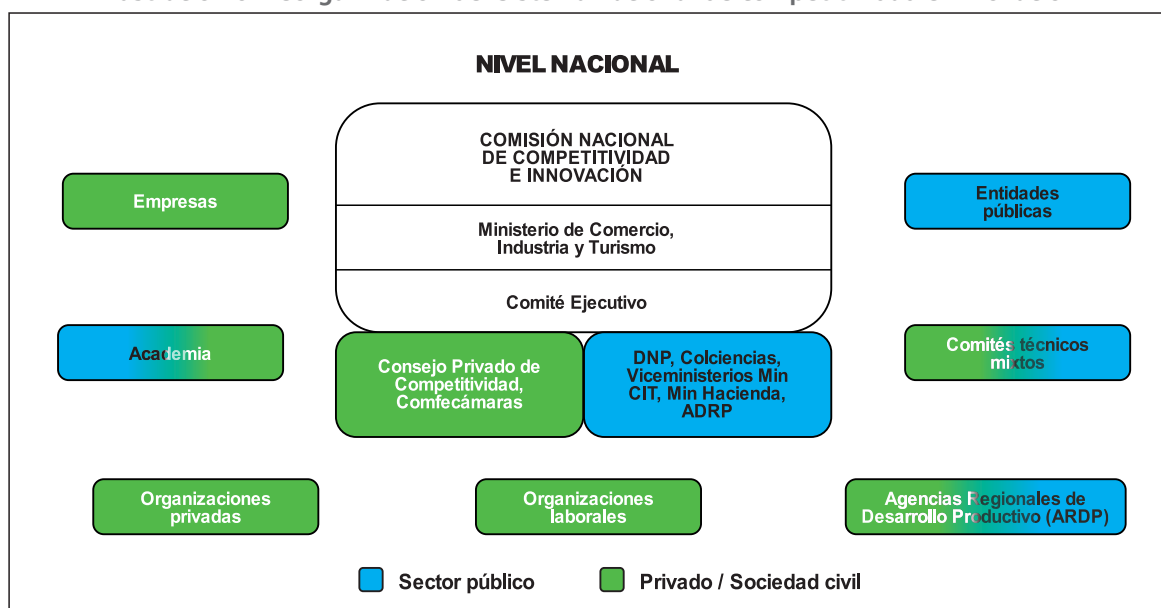 NIVEL NACIONAL
COMISIÓN NACIONAL
DE COMPETITIVIDAD
E INNOVACIÓN
Empresas
Entidades
públicas
Ministerio de Comercio,
Industria y Turismo
Comité Ejecutivo
Academia
Consejo Privado de
Competitividad,
Comfecámaras
DNP, Colciencias,
Viceministerios Min
CIT, Min Hacienda,
ADRP
Comités técnicos
mixtos
Organizaciones
privadas
Organizaciones
laborales
Agencias Regionales de
Desarrollo Productivo (ARDP)
Sector público
Privado / Sociedad civil